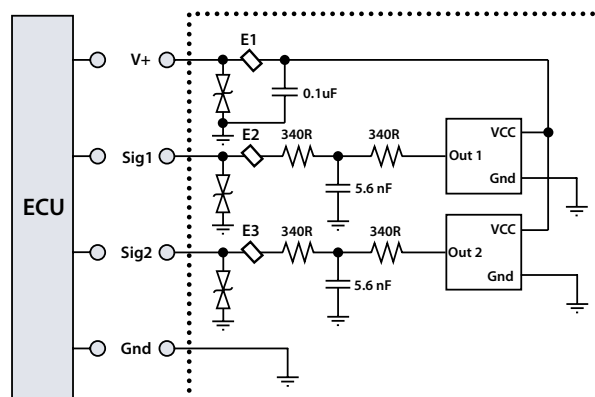 E1
V+
0.1uF
E2
340R
340R
VCC
Sig1
Out 1
5.6 nF
Gnd
ECU
E3
340R
340R
VCC
Sig2
Out 2
5.6 nF
Gnd
Gnd